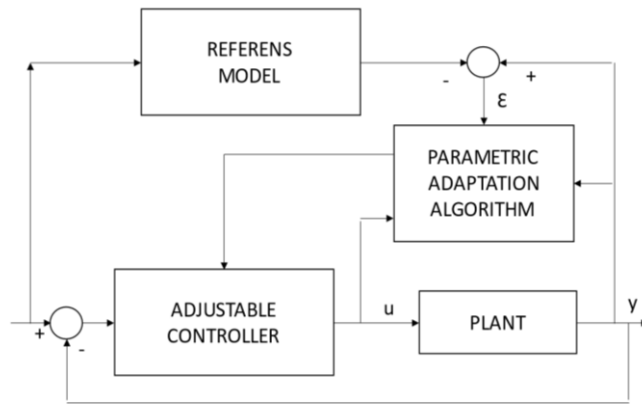 REFERENS
MODEL
-
+
ε
PARAMETRIC
ADAPTATION
ALGORITHM
+
-
ADJUSTABLE
CONTROLLER
u
PLANT
y